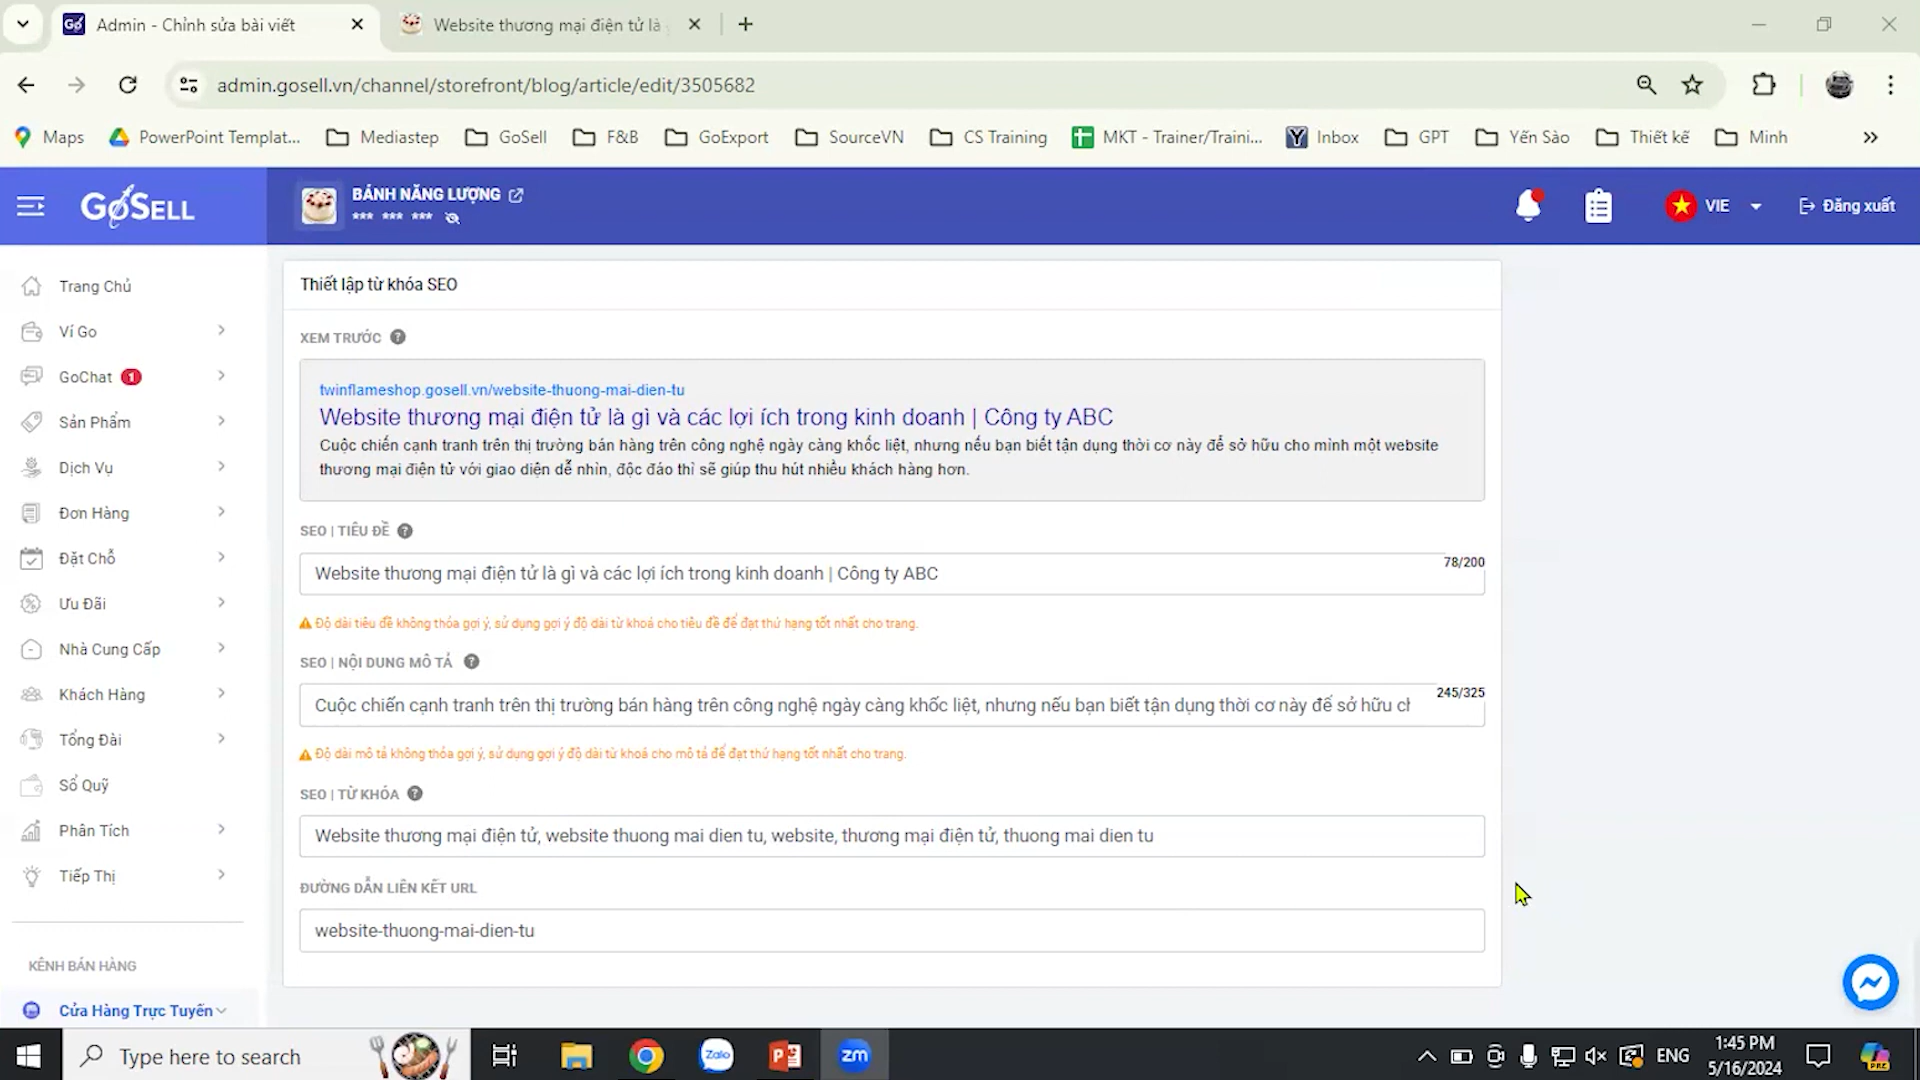 Admin - Chỉnh sửa bài viết
Website thương mại điện tử là
admin.gosell.vn/channel/storefront/blog/article/edit/3505682
Maps
PowerPoint Templat...
Mediastep
GoSell
F&B
GoExport
SourceVN
CS Training
MKT - Trainer/Traini...
Inbox
GPT
Yến Sào
Thiết kế
Minh
GoSELL
BÁNH NĂNG LƯỢNG
*** *** ***
VIE
Đăng xuất
Trang Chủ
Ví Go
GoChat 1
Sản Phẩm
Dịch Vụ
Đơn Hàng
Đặt Chỗ
Ưu Đãi
Nhà Cung Cấp
Khách Hàng
Tổng Đài
Sổ Quỹ
Phân Tích
Tiếp Thị
KÊNH BÁN HÀNG
Cửa Hàng Trực Tuyến
Thiết lập từ khóa SEO
XEM TRƯỚC
twinflameshop.gosell.vn/website-thuong-mai-dien-tu
Website thương mại điện tử là gì và các lợi ích trong kinh doanh | Công ty ABC
Cuộc chiến cạnh tranh trên thị trường bán hàng trên công nghệ ngày càng khốc liệt, nhưng nếu bạn biết tận dụng thời cơ này để sở hữu cho mình một website
thương mại điện tử với giao diện dễ nhìn, độc đáo thì sẽ giúp thu hút nhiều khách hàng hơn.
SEO | TIÊU ĐỀ
78/200
Website thương mại điện tử là gì và các lợi ích trong kinh doanh | Công ty ABC
Độ dài tiêu đề không thỏa gợi ý, sử dụng gợi ý độ dài từ khoá cho tiêu đề để đạt thứ hạng tốt nhất cho trang.
SEO | NỘI DUNG MÔ TẢ
245/325
Cuộc chiến cạnh tranh trên thị trường bán hàng trên công nghệ ngày càng khốc liệt, nhưng nếu bạn biết tận dụng thời cơ này để sở hữu
Độ dài mô tả không thỏa gợi ý, sử dụng gợi ý độ dài từ khoá cho mô tả để đạt thứ hạng tốt nhất cho trang.
SEO | TỪ KHÓA
Website thương mại điện tử, website thuong mai dien tu, website, thương mại điện tử, thuong mai dien tu
ĐƯỜNG DẪN LIÊN KẾT URL
website-thuong-mai-dien-tu
Type here to search
Zalo
zm
ENG
1:45 PM
5/16/2024
PRE